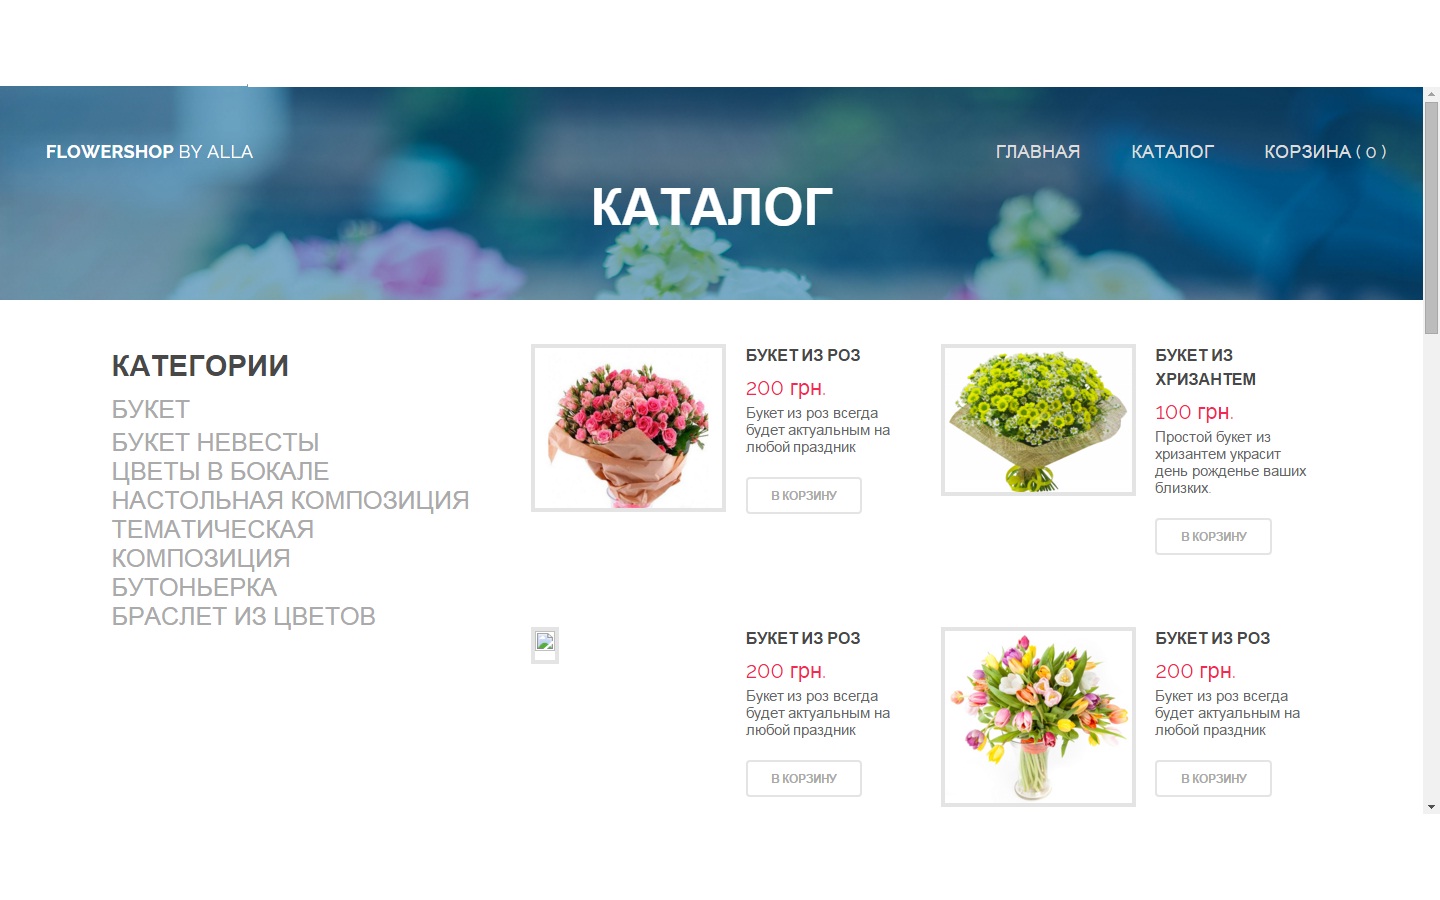 FLOWERSHOP BY ALLA
ГЛАВНАЯ
КАТАЛОГ
КОРЗИНА ( 0 )
КАТАЛОГ
КАТЕГОРИИ
БУКЕТ
БУКЕТ НЕВЕСТЫ
ЦВЕТЫ В БОКАЛЕ
НАСТОЛЬНАЯ КОМПОЗИЦИЯ
ТЕМАТИЧЕСКАЯ
КОМПОЗИЦИЯ
БУТОНЬЕРКА
БРАСЛЕТ ИЗ ЦВЕТОВ
БУКЕТ ИЗ РОЗ
200 грн.
Букет из роз всегда
будет актуальным на
любой праздник
В КОРЗИНУ
БУКЕТ ИЗ
ХРИЗАНТЕМ
100 грн.
Простой букет из
хризантем украсит
день рожденье ваших
близких.
В КОРЗИНУ
БУКЕТ ИЗ РОЗ
200 грн.
Букет из роз всегда
будет актуальным на
любой праздник
В КОРЗИНУ
БУКЕТ ИЗ РОЗ
200 грн.
Букет из роз всегда
будет актуальным на
любой праздник
В КОРЗИНУ